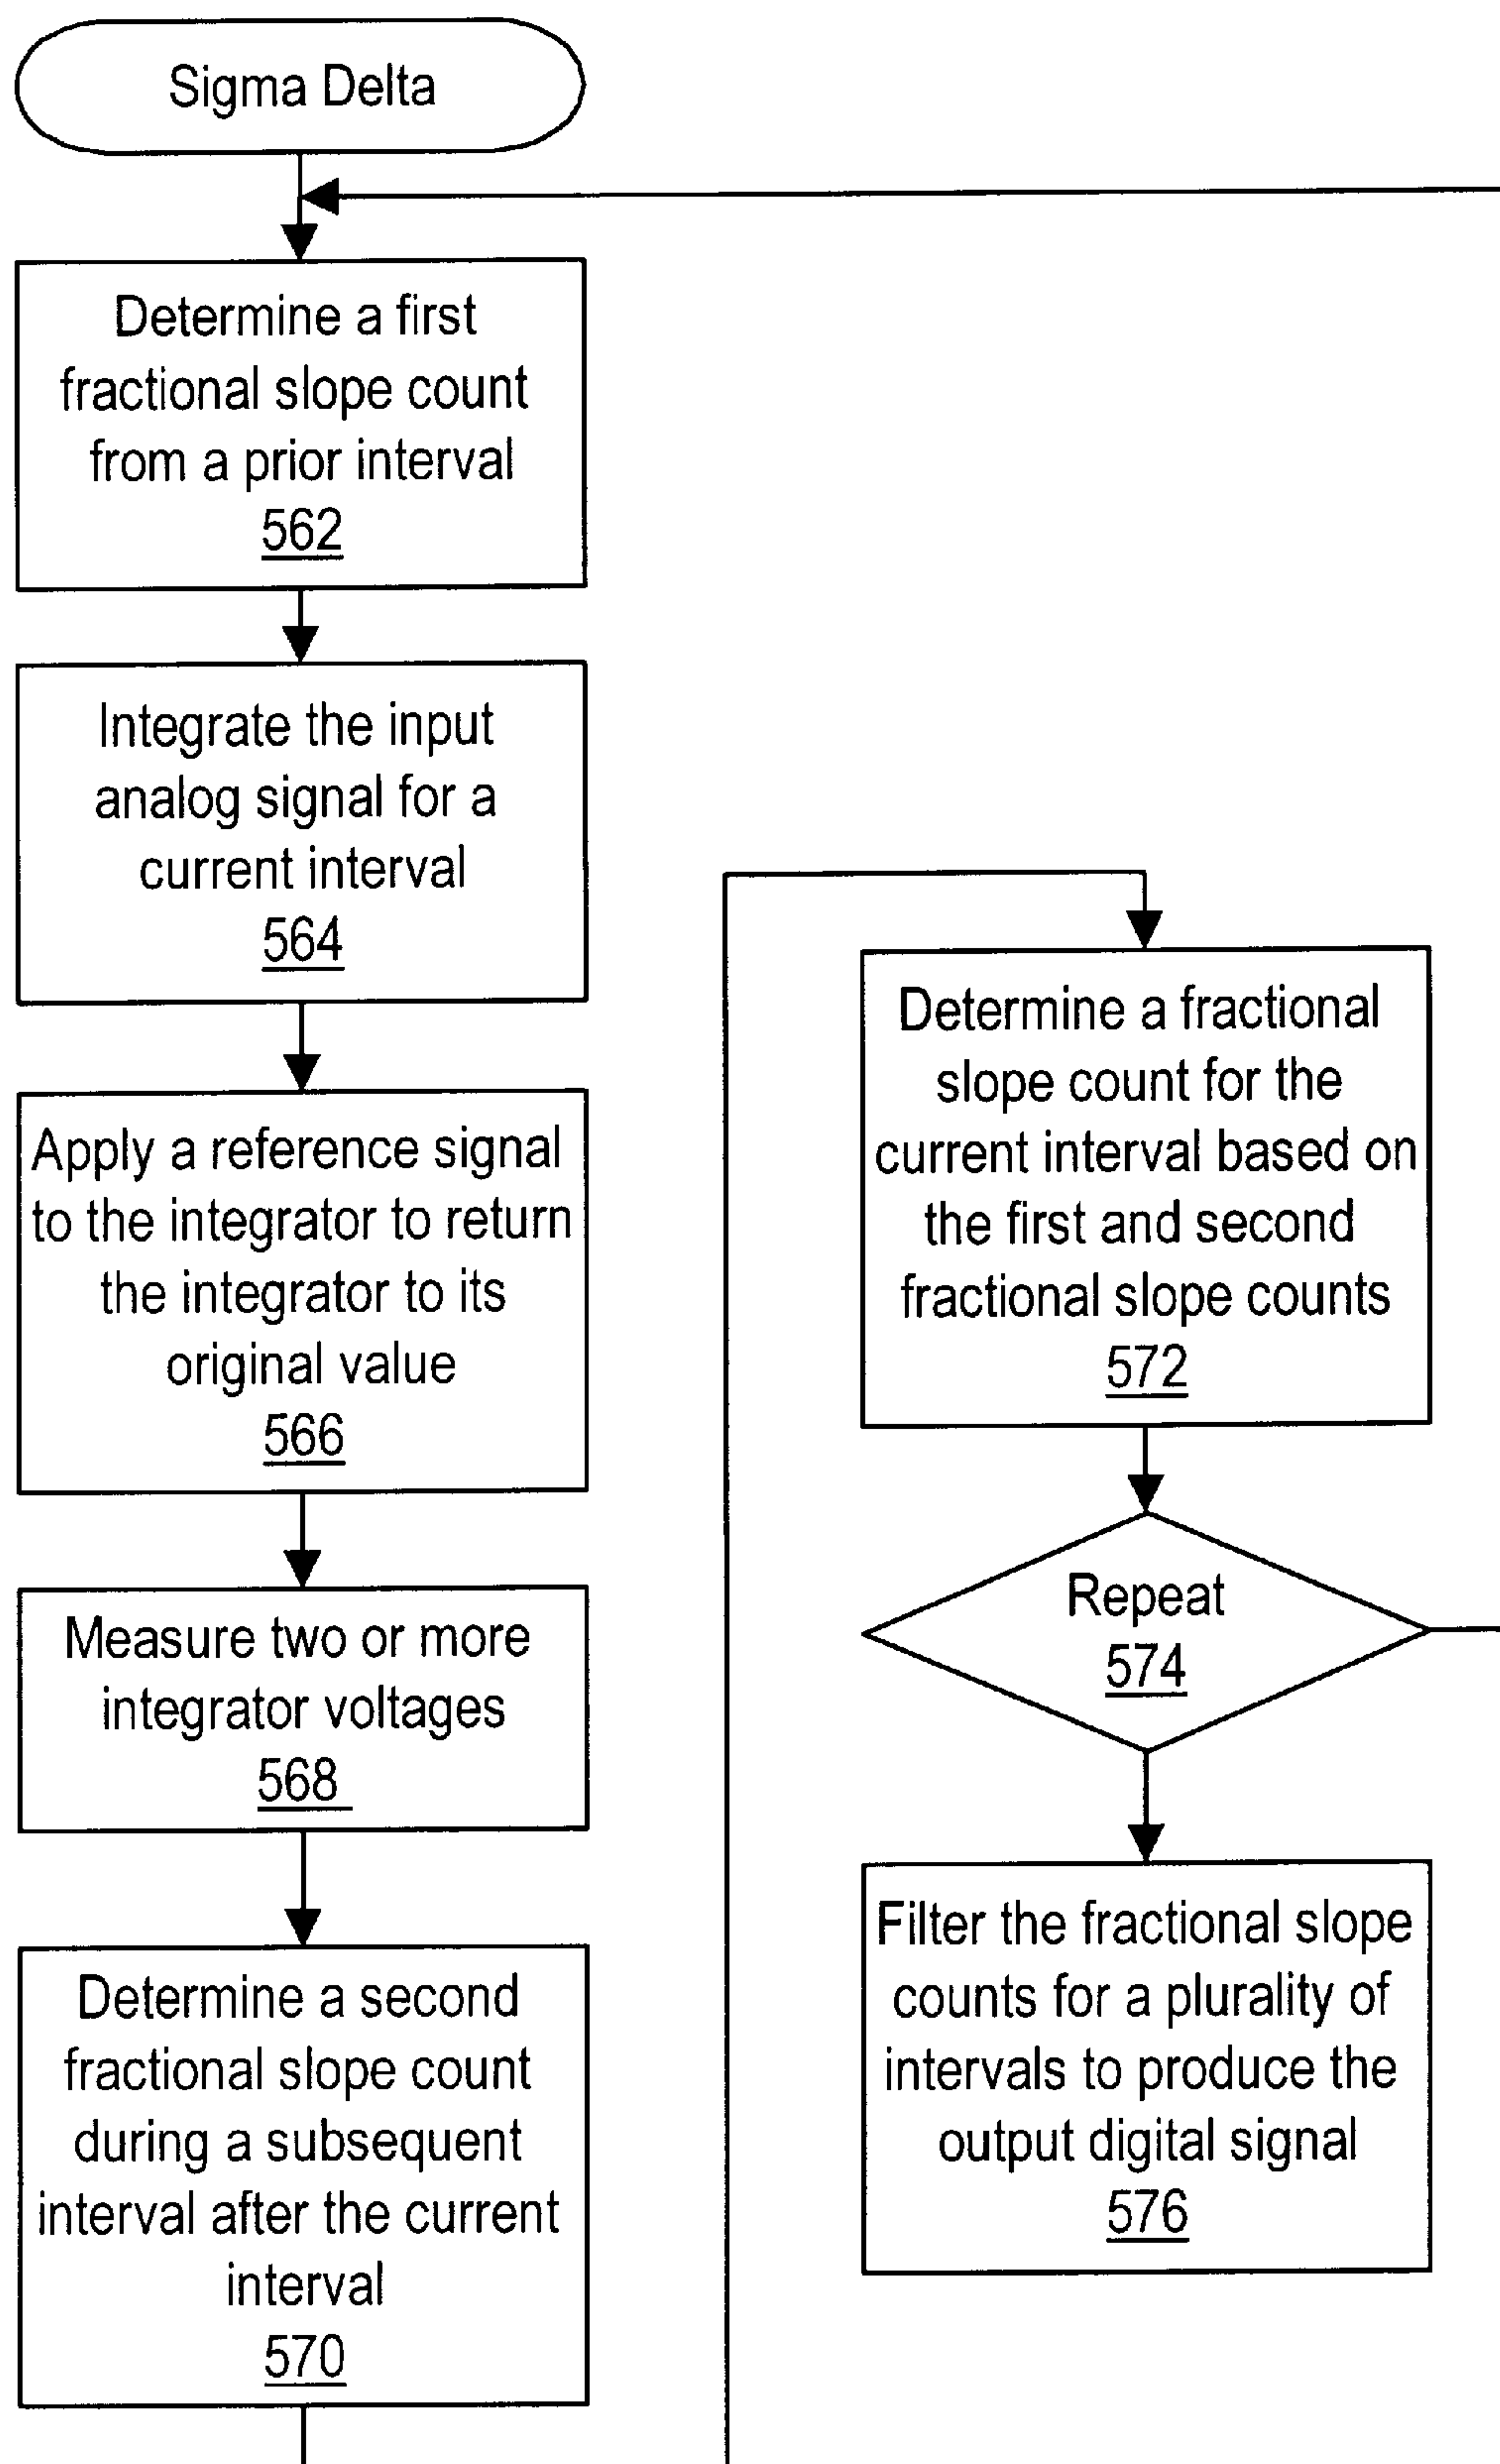 Sigma Delta
Determine a first
fractional slope count
from a prior interval
562
Integrate the input
analog signal for a
current interval
564
Apply a reference signal
to the integrator to return
the integrator to its
original value
566
Measure two or more
integrator voltages
568
Determine a second
fractional slope count
during a subsequent
interval after the current
interval
570
Determine a fractional
slope count for the
current interval based on
the first and second
fractional slope counts
572
Repeat
574
Filter the fractional slope
counts for a plurality of
intervals to produce the
output digital signal
576